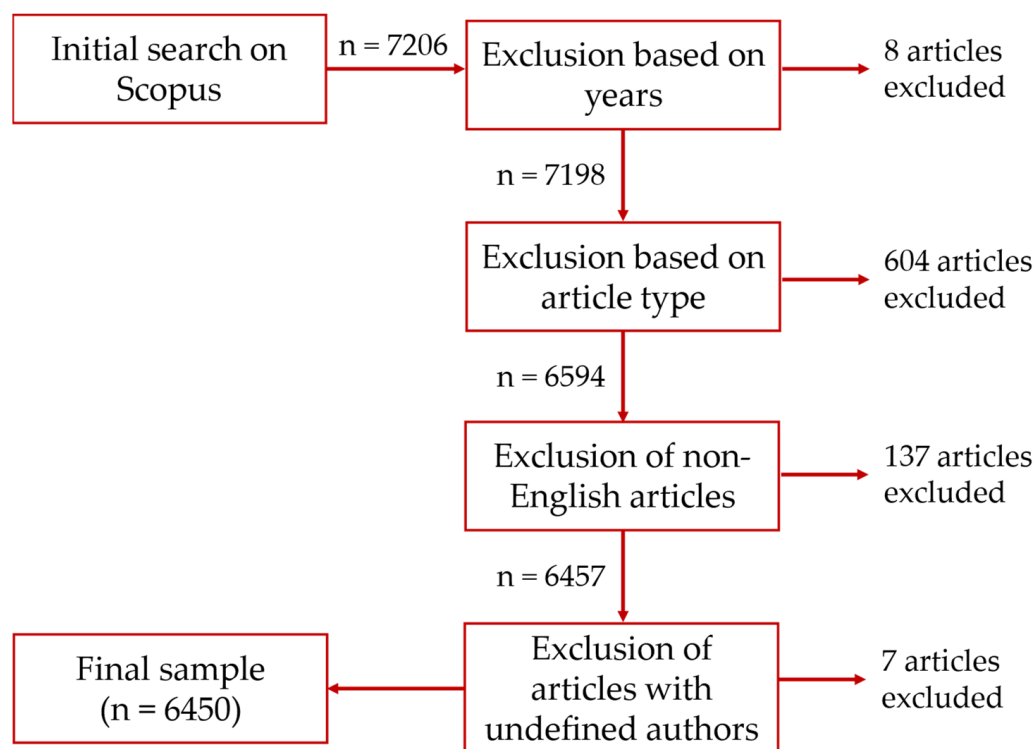 Initial search on
Scopus
n = 7206
Exclusion based on
years
8 articles
excluded
n = 7198
Exclusion based on
article type
604 articles
excluded
n = 6594
Exclusion of non-
English articles
137 articles
excluded
n = 6457
Exclusion of
articles with
undefined authors
7 articles
excluded
Final sample
(n = 6450)